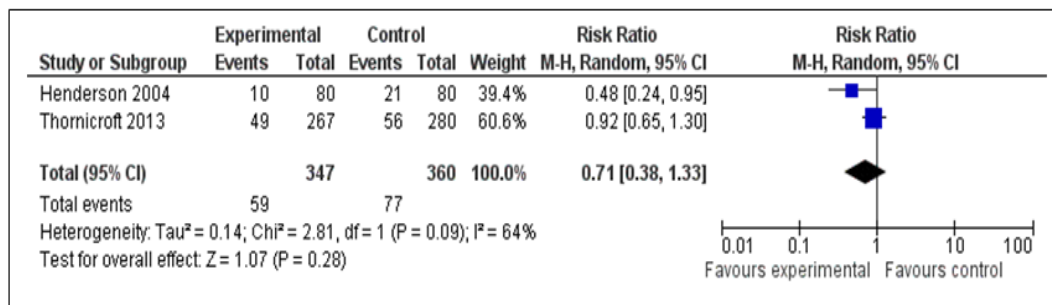 Experimental Control Risk Ratio Risk Ratio
Study or Subgroup Events Total Events Total Weight M-H, Random, 95% CI M-H, Random, 95% CI
Henderson 2004 10 80 21 80 39.4% 0.48 [0.24, 0.95]
Thornicroft 2013 49 267 56 280 60.6% 0.92 [0.65, 1.30]
Total (95% CI) 347 360 100.0% 0.71 [0.38, 1.33]
Total events 59 77
Heterogeneity: Tau² = 0.14; Chi² = 2.81, df = 1 (P = 0.09); I² = 64%
Test for overall effect: Z = 1.07 (P = 0.28)
0.01 0.1 1 10 100
Favours experimental Favours control